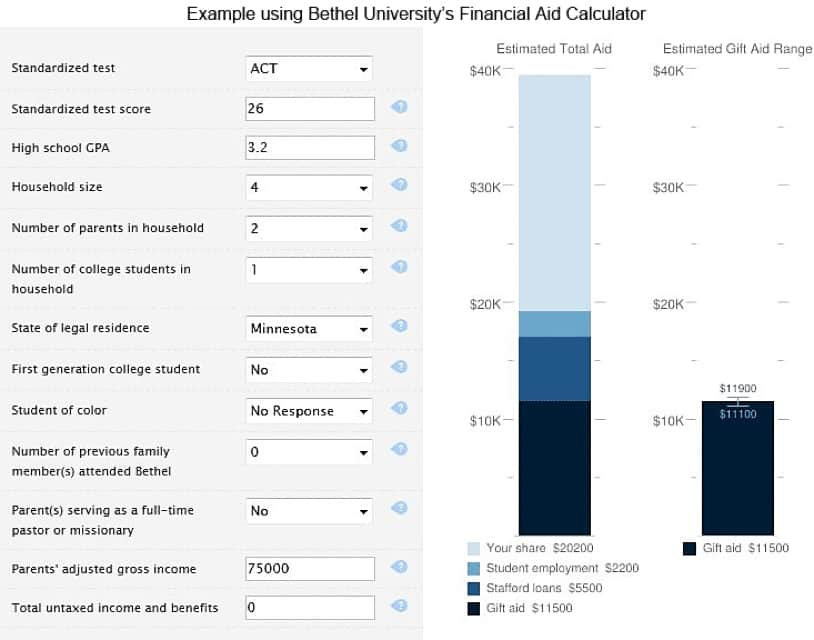 Example using Bethel University's Financial Aid Calculator
Standardized test
ACT
Standardized test score
26
?
High school GPA
3.2
?
Household size
4
?
Number of parents in household
2
?
Number of college students in
household
1
?
State of legal residence
Minnesota
?
First generation college student
No
?
Student of color
No Response
?
Number of previous family
member(s) attended Bethel
0
?
Parent(s) serving as a full-time
pastor or missionary
No
?
Parents' adjusted gross income
75000
?
Total untaxed income and benefits
0
?
Estimated Total Aid
$40K
$30K
$20K
$10K
Your share $20200
Student employment $2200
Stafford loans $5500
Gift aid $11500
Estimated Gift Aid Range
$40K
$30K
$20K
$10K
$11900
$11100
Gift aid $11500